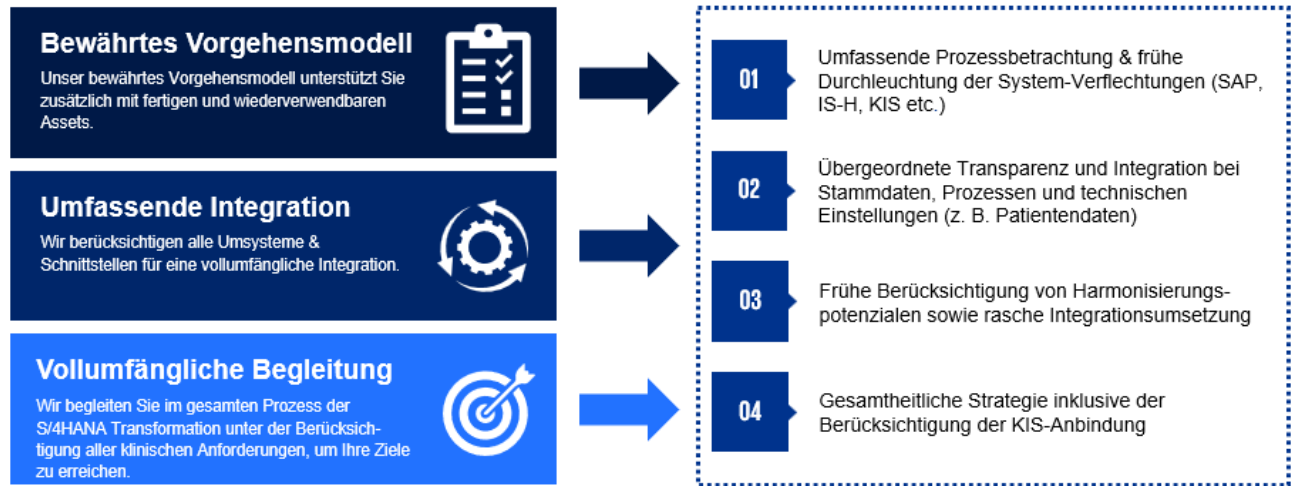 Bewährtes Vorgehensmodell
Unser bewährtes Vorgehensmodell unterstützt Sie
zusätzlich mit fertigen und wiederverwendbaren
Assets.
Umfassende Integration
Wir berücksichtigen alle Umsysteme &
Schnittstellen für eine vollumfängliche Integration.
Vollumfängliche Begleitung
Wir begleiten Sie im gesamten Prozess der
S/4HANA Transformation unter der Berücksich-
tigung aller klinischen Anforderungen, um Ihre Ziele
zu erreichen.
01
Umfassende Prozessbetrachtung & frühe
Durchleuchtung der System-Verflechtungen (SAP,
IS-H, KIS etc.)
02
Übergeordnete Transparenz und Integration bei
Stammdaten, Prozessen und technischen
Einstellungen (z. B. Patientendaten)
03
Frühe Berücksichtigung von Harmonisierungs-
potenzialen sowie rasche Integrationsumsetzung
04
Gesamtheitliche Strategie inklusive der
Berücksichtigung der KIS-Anbindung